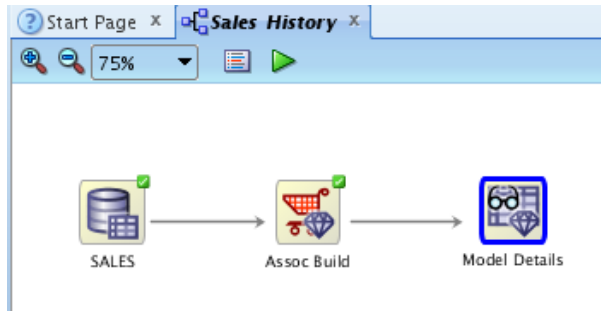 Start Page x Sales History x
75%
SALES Assoc Build Model Details